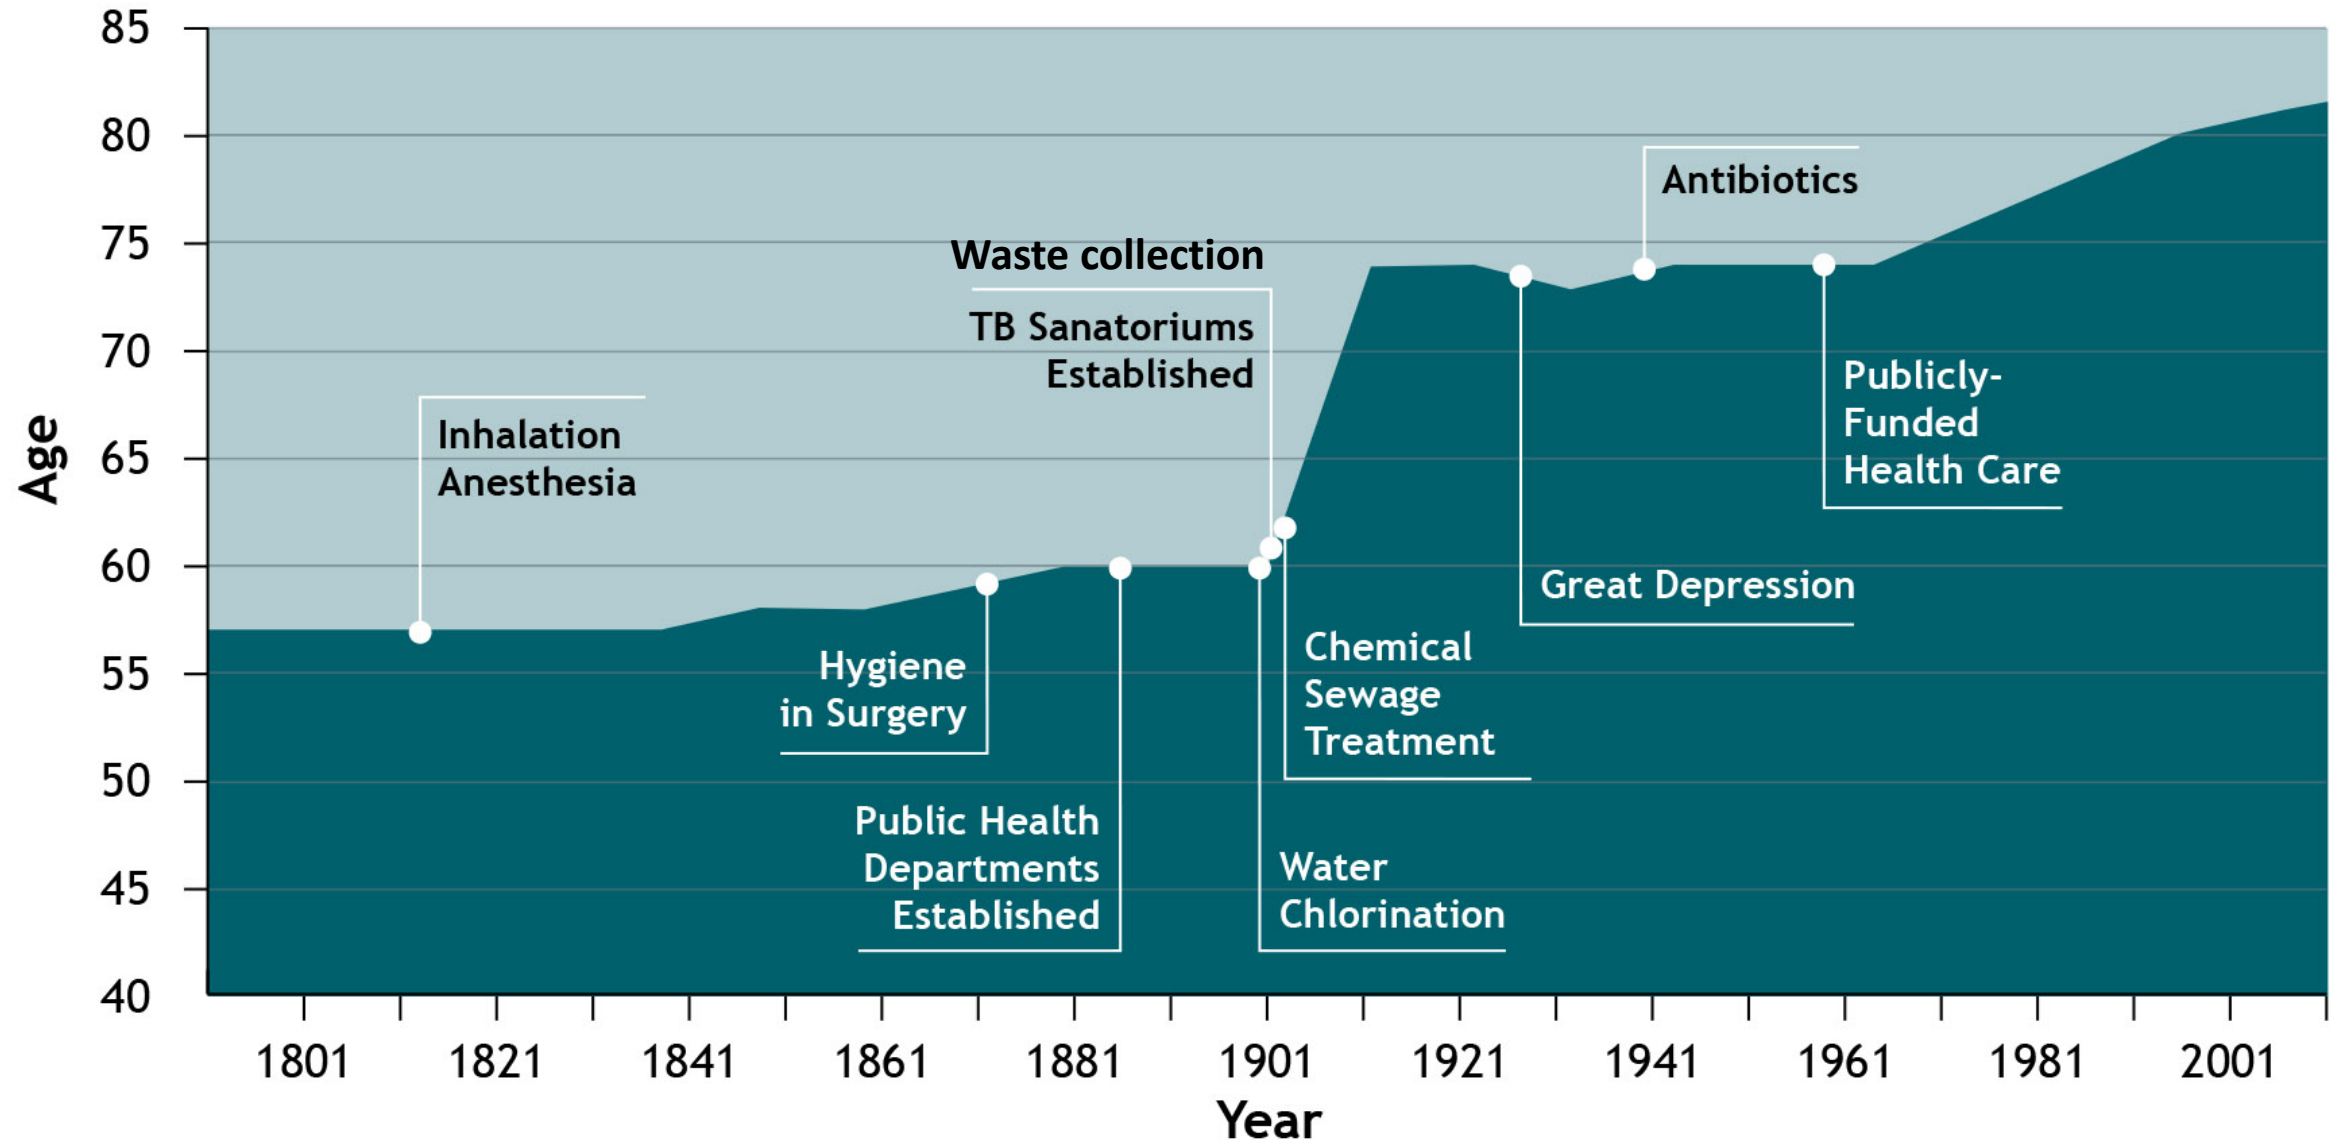 85
80
75
70
65
60
55
50
45
40
Age
Inhalation
Anesthesia
Hygiene
in Surgery
Public Health
Departments
Established
Waste collection
TB Sanatoriums
Established
Water
Chlorination
Chemical
Sewage
Treatment
Great Depression
Antibiotics
Publicly-
Funded
Health Care
1801 1821 1841 1861 1881 1901 1921 1941 1961 1981 2001
Year